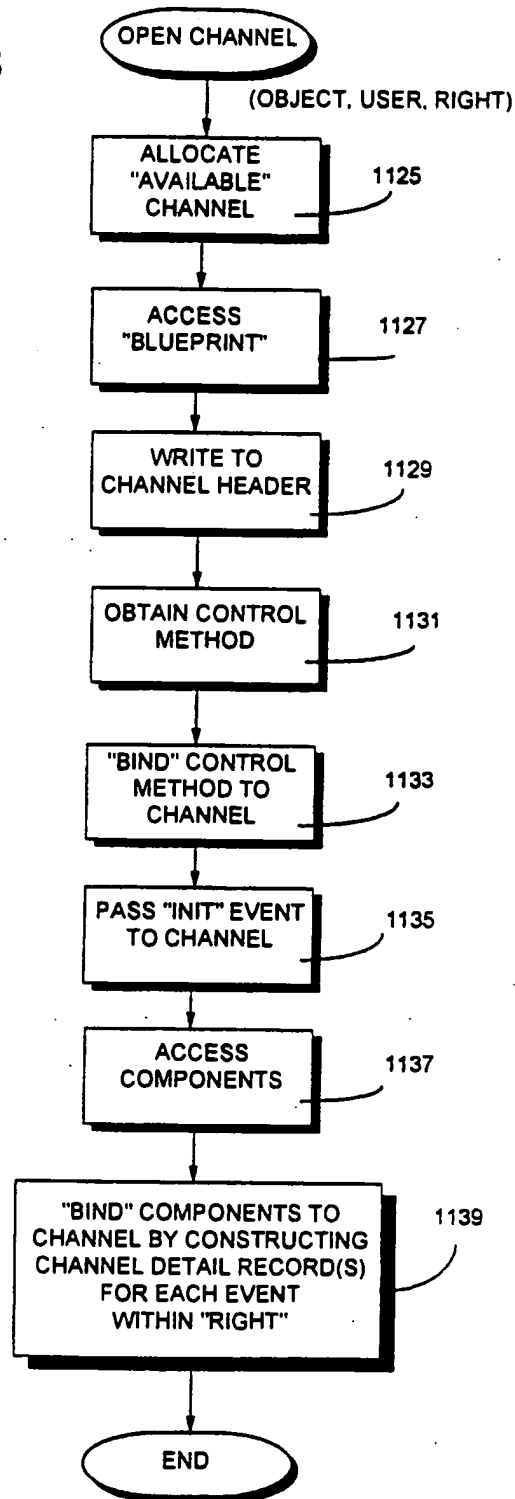 OPEN CHANNEL
(OBJECT, USER, RIGHT)
ALLOCATE
"AVAILABLE"
CHANNEL
1125
ACCESS
"BLUEPRINT"
1127
WRITE TO
CHANNEL HEADER
1129
OBTAIN CONTROL
METHOD
1131
"BIND" CONTROL
METHOD TO
CHANNEL
1133
PASS "INIT" EVENT
TO CHANNEL
1135
ACCESS
COMPONENTS
1137
"BIND" COMPONENTS TO
CHANNEL BY CONSTRUCTING
CHANNEL DETAIL RECORD(S)
FOR EACH EVENT
WITHIN "RIGHT"
1139
END